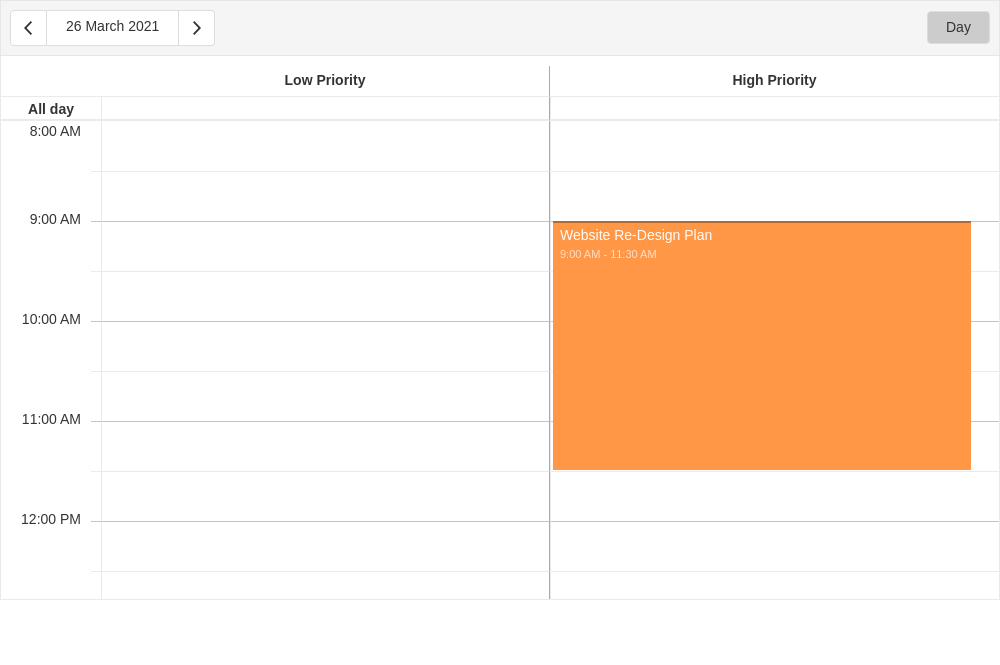 26 March 2021
Day
Low Priority
High Priority
All day
8:00 AM
9:00 AM
Website Re-Design Plan
9:00 AM - 11:30 AM
10:00 AM
11:00 AM
12:00 PM